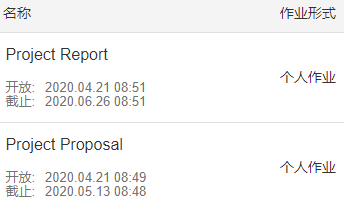 名称 作业形式
Project Report
个人作业
开放: 2020.04.21 08:51
截止: 2020.06.26 08:51
Project Proposal
个人作业
开放: 2020.04.21 08:49
截止: 2020.05.13 08:48